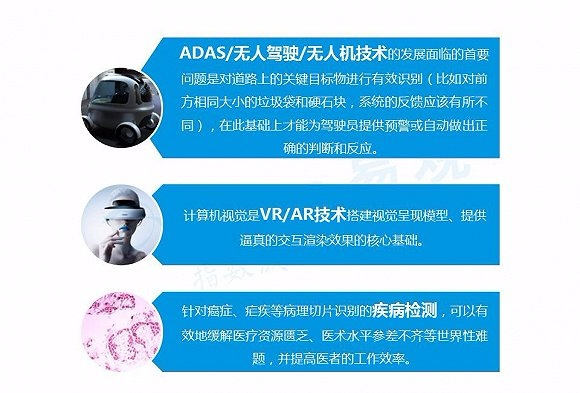 ADAS/无人驾驶/无人机技术的发展面临的首要
问题是对道路上的关键目标物进行有效识别（比如对前
方相同大小的垃圾袋和硬石块，系统的反馈应该有所不
同），在此基础上才能为驾驶员提供预警或自动做出正
确的判断和反应。
计算机视觉是VR/AR技术搭建视觉呈现模型、提供
逼真的交互渲染效果的核心基础。
针对癌症、疟疾等病理切片识别的疾病检测，可以有
效地缓解医疗资源匮乏、医术水平参差不齐等世界性难
题，并提高医者的工作效率。